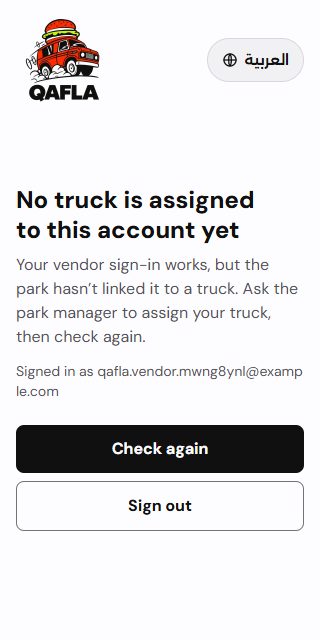 QAFLA
العربية
No truck is assigned
to this account yet
Your vendor sign-in works, but the
park hasn’t linked it to a truck. Ask the
park manager to assign your truck,
then check again.
Signed in as qafla.vendor.mwng8ynl@examp
le.com
Check again
Sign out